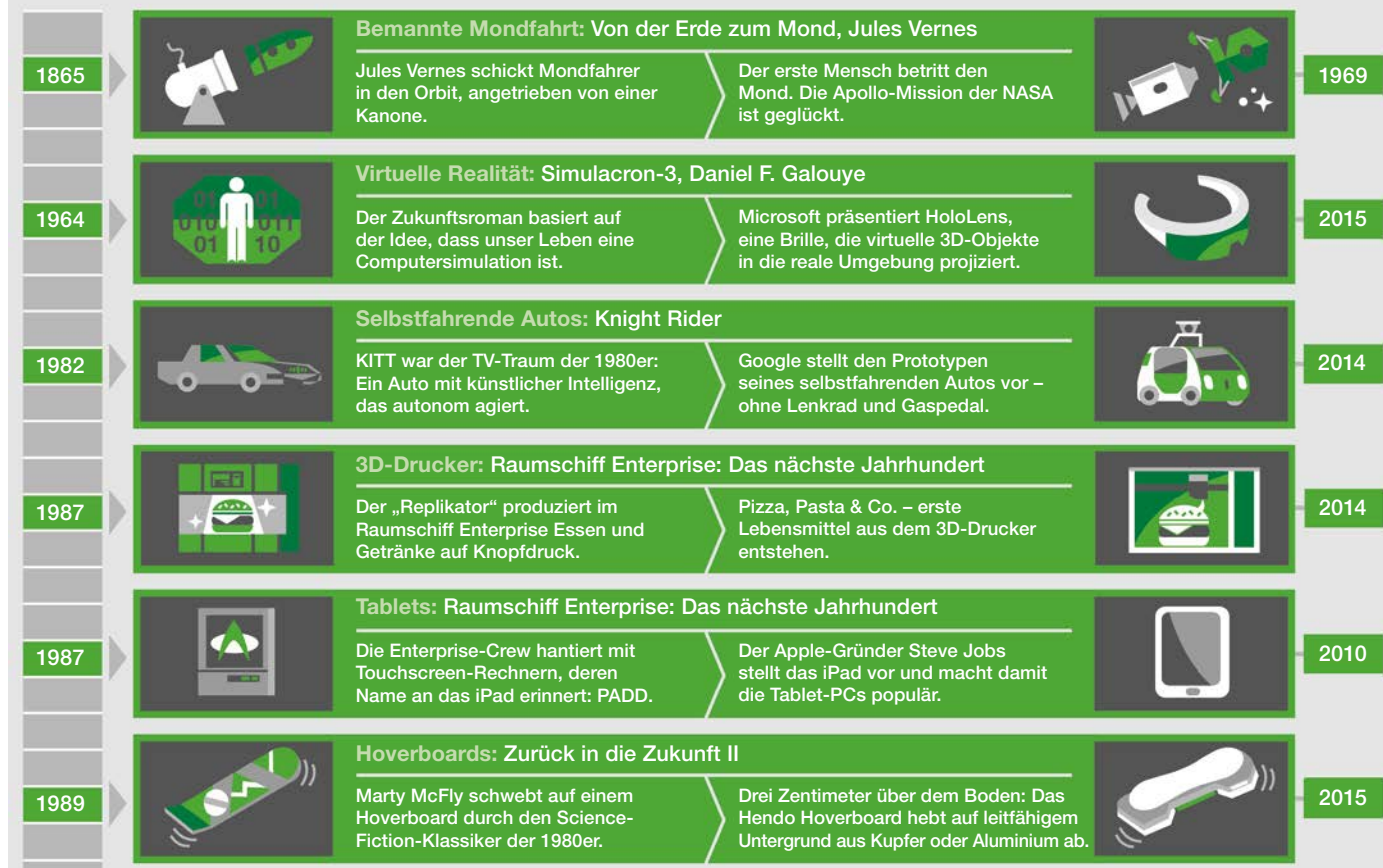 1865
Bemannte Mondfahrt: Von der Erde zum Mond, Jules Vernes
Jules Vernes schickt Mondfahrer
in den Orbit, angetrieben von einer
Kanone.
Der erste Mensch betritt den
Mond. Die Apollo-Mission der NASA
ist geglückt.
1969
1964
01 01
010 011
01 10
Virtuelle Realität: Simulacron-3, Daniel F. Galouye
Der Zukunftsroman basiert auf
der Idee, dass unser Leben eine
Computersimulation ist.
Microsoft präsentiert HoloLens,
eine Brille, die virtuelle 3D-Objekte
in die reale Umgebung projiziert.
2015
1982
Selbstfahrende Autos: Knight Rider
KITT war der TV-Traum der 1980er:
Ein Auto mit künstlicher Intelligenz,
das autonom agiert.
Google stellt den Prototypen
seines selbstfahrenden Autos vor –
ohne Lenkrad und Gaspedal.
2014
1987
3D-Drucker: Raumschiff Enterprise: Das nächste Jahrhundert
Der „Replikator“ produziert im
Raumschiff Enterprise Essen und
Getränke auf Knopfdruck.
Pizza, Pasta & Co. – erste
Lebensmittel aus dem 3D-Drucker
entstehen.
2014
1987
Tablets: Raumschiff Enterprise: Das nächste Jahrhundert
Die Enterprise-Crew hantiert mit
Touchscreen-Rechnern, deren
Name an das iPad erinnert: PADD.
Der Apple-Gründer Steve Jobs
stellt das iPad vor und macht damit
die Tablet-PCs populär.
2010
1989
Hoverboards: Zurück in die Zukunft II
Marty McFly schwebt auf einem
Hoverboard durch den Science-
Fiction-Klassiker der 1980er.
Drei Zentimeter über dem Boden: Das
Hendo Hoverboard hebt auf leitfähigem
Untergrund aus Kupfer oder Aluminium ab.
2015